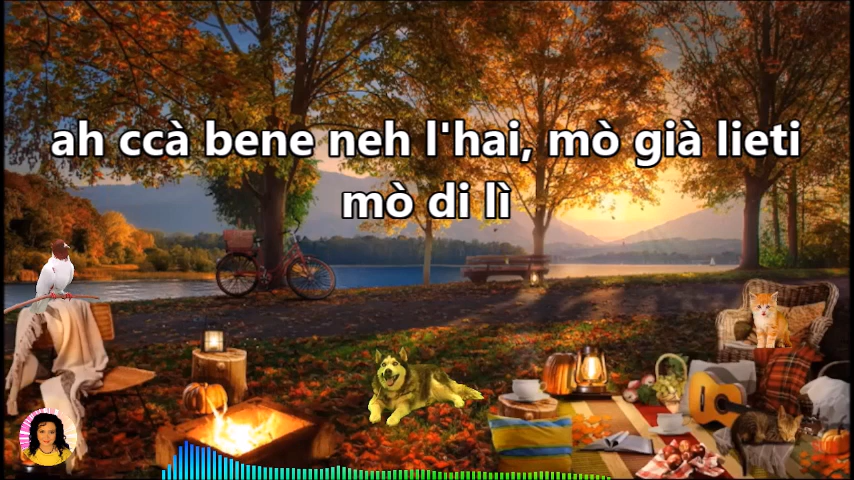 ah ccà bene neh l'hai, mò già lieti
mò di lì